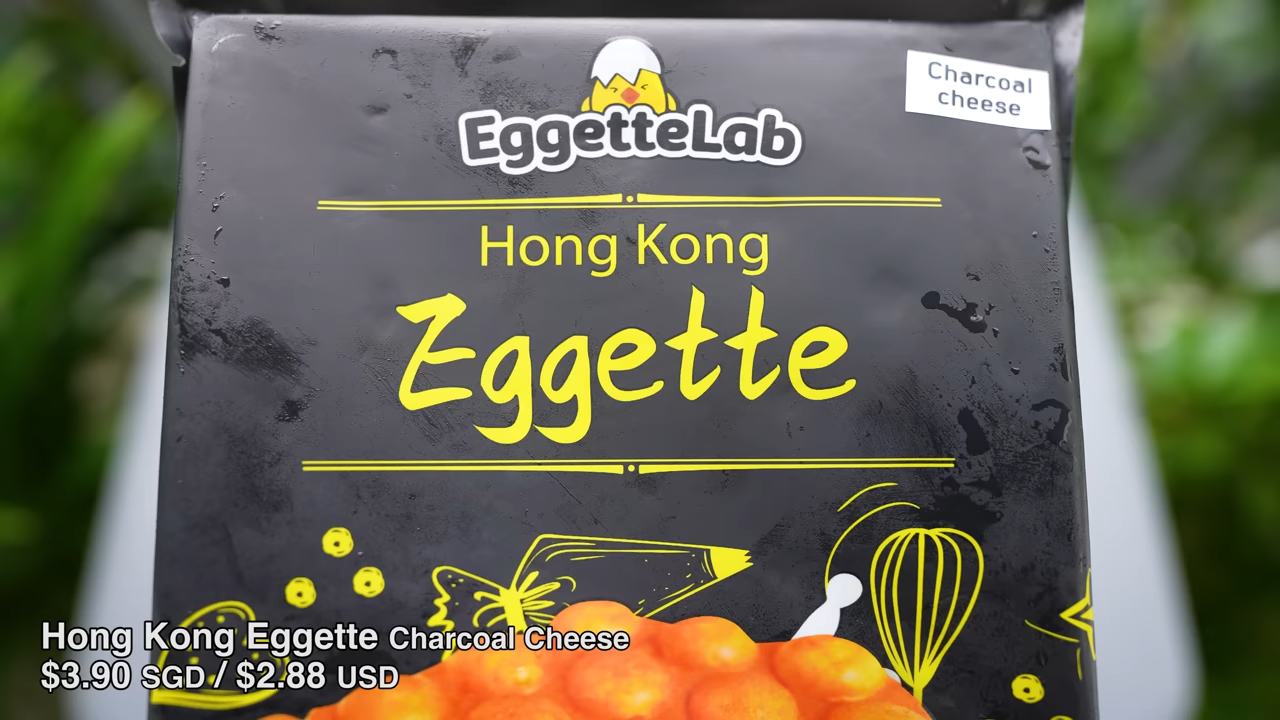 EggetteLab
Charcoal
cheese
Hong Kong
Eggette
Hong Kong Eggette Charcoal Cheese
$3.90 SGD / $2.88 USD